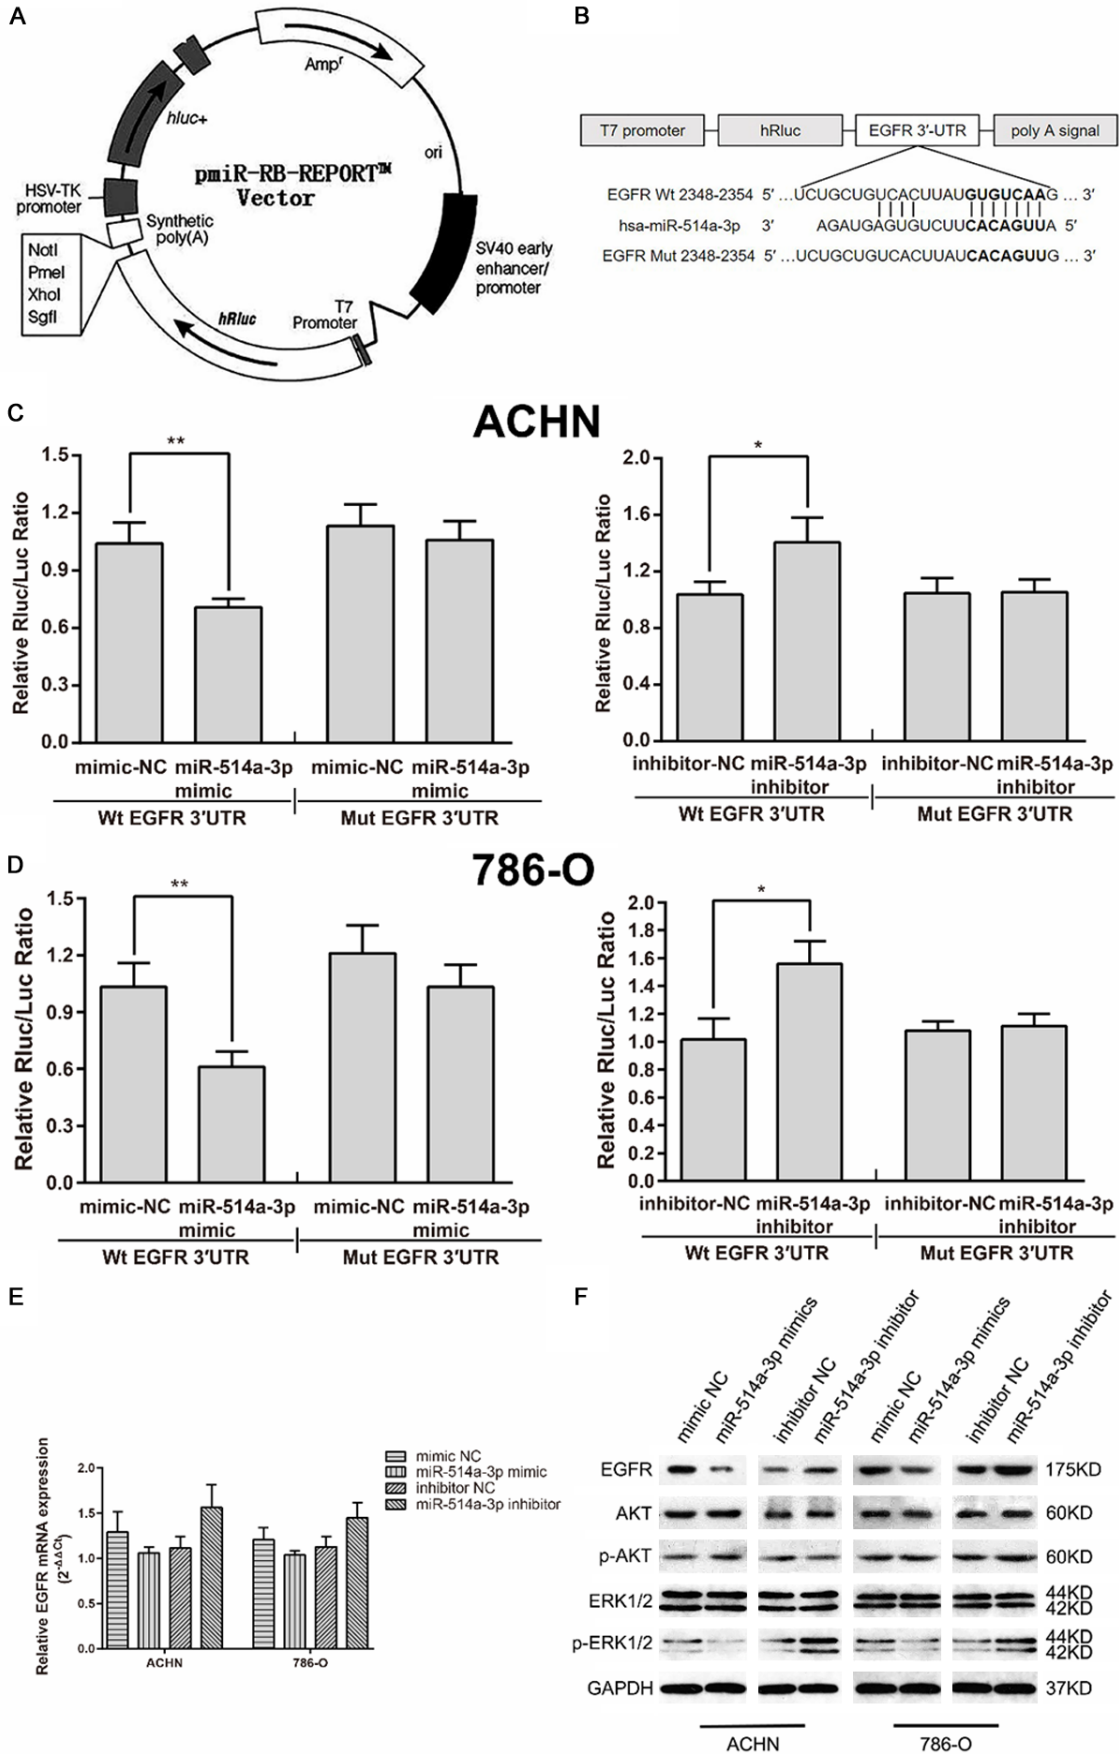 A
Ampʳ
hluc+
ori
pmiR-RB-REPORT™
Vector
HSV-TK
promoter
Synthetic
poly(A)
NotI
PmeI
XhoI
SgfI
SV40 early
enhancer/
promoter
T7
Promoter
hRluc
B
T7 promoter hRluc EGFR 3′-UTR poly A signal
EGFR Wt 2348-2354 5′ ...UCUGCUGUCACUUAUGUGUCAAG ... 3′
hsa-miR-514a-3p 3′ AGAUGAGUGUCUUCACAGUUA 5′
EGFR Mut 2348-2354 5′ ...UCUGCUGUCACUUAUCACAGUUG ... 3′
C
ACHN
Relative Rluc/Luc Ratio
1.5
1.2
0.9
0.6
0.3
0.0
**
mimic-NC miR-514a-3p mimic-NC miR-514a-3p
mimic mimic
Wt EGFR 3′UTR Mut EGFR 3′UTR
Relative Rluc/Luc Ratio
2.0
1.6
1.2
0.8
0.4
0.0
*
inhibitor-NC miR-514a-3p inhibitor-NC miR-514a-3p
inhibitor inhibitor
Wt EGFR 3′UTR Mut EGFR 3′UTR
D
786-O
Relative Rluc/Luc Ratio
1.5
1.2
0.9
0.6
0.3
0.0
**
mimic-NC miR-514a-3p mimic-NC miR-514a-3p
mimic mimic
Wt EGFR 3′UTR Mut EGFR 3′UTR
Relative Rluc/Luc Ratio
2.0
1.8
1.6
1.4
1.2
1.0
0.8
0.6
0.4
0.2
0.0
*
inhibitor-NC miR-514a-3p inhibitor-NC miR-514a-3p
inhibitor inhibitor
Wt EGFR 3′UTR Mut EGFR 3′UTR
E
Relative EGFR mRNA expression
(2⁻ΔΔCt)
2.0
1.5
1.0
0.5
0.0
ACHN 786-O
mimic NC
miR-514a-3p mimic
inhibitor NC
miR-514a-3p inhibitor
F
mimic NC
miR-514a-3p mimics
inhibitor NC
miR-514a-3p inhibitor
mimic NC
miR-514a-3p mimics
inhibitor NC
miR-514a-3p inhibitor
EGFR 175KD
AKT 60KD
p-AKT 60KD
ERK1/2 44KD
42KD
p-ERK1/2 44KD
42KD
GAPDH 37KD
ACHN 786-O